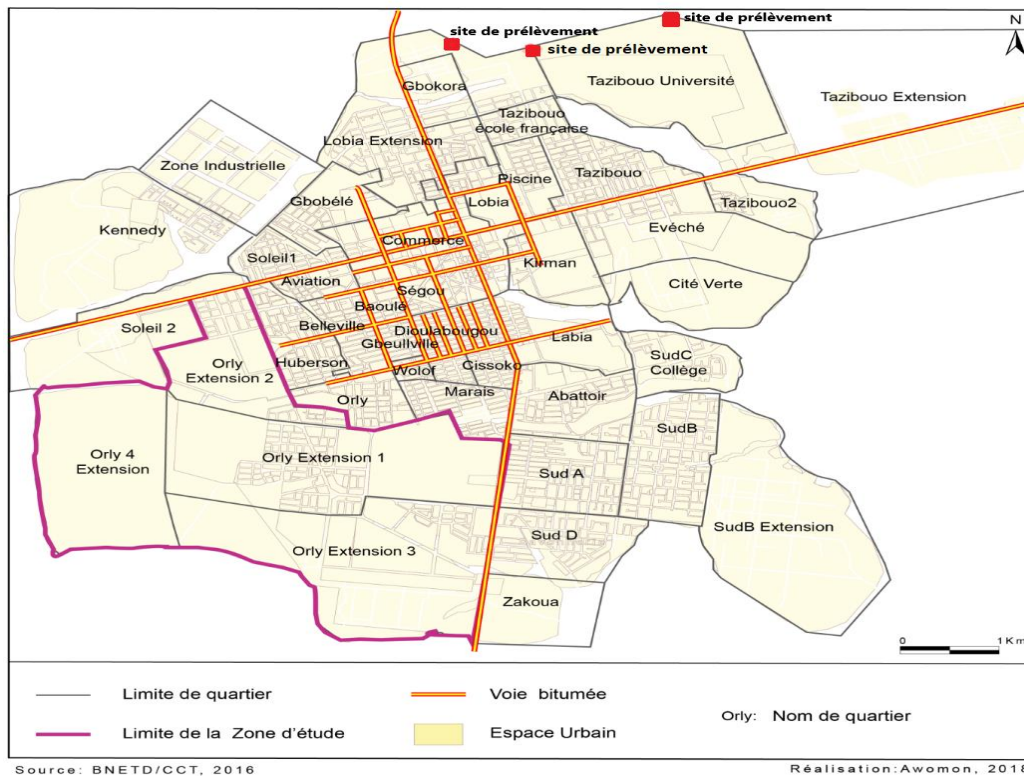 site de prélèvement
N
site de prélèvement
site de prélèvement
Gbokora
Tazibouo Université
Tazibouo Extension
Tazibouo
école française
Lobia Extension
Zone Industrielle
Piscine
Tazibouo
Gbobélé
Lobia
Tazibouo2
Kennedy
Evéché
Commerce
Soleil1
Kirman
Aviation
Cité Verte
Ségou
Baoulé
Soleil 2
Belleville
Dioulabougou
Gbeullville
Labia
Orly
Extension 2
Huberson
Wolof
Cissoko
SudC
Collège
Orly
Marais
Abattoir
SudB
Orly 4
Extension
Orly Extension 1
Sud A
SudB Extension
Sud D
Orly Extension 3
Zakoua
0
1 Km
Limite de quartier
Voie bitumée
Orly: Nom de quartier
Limite de la Zone d'étude
Espace Urbain
Source: BNETD/CCT, 2016
Réalisation:Awomon, 2018